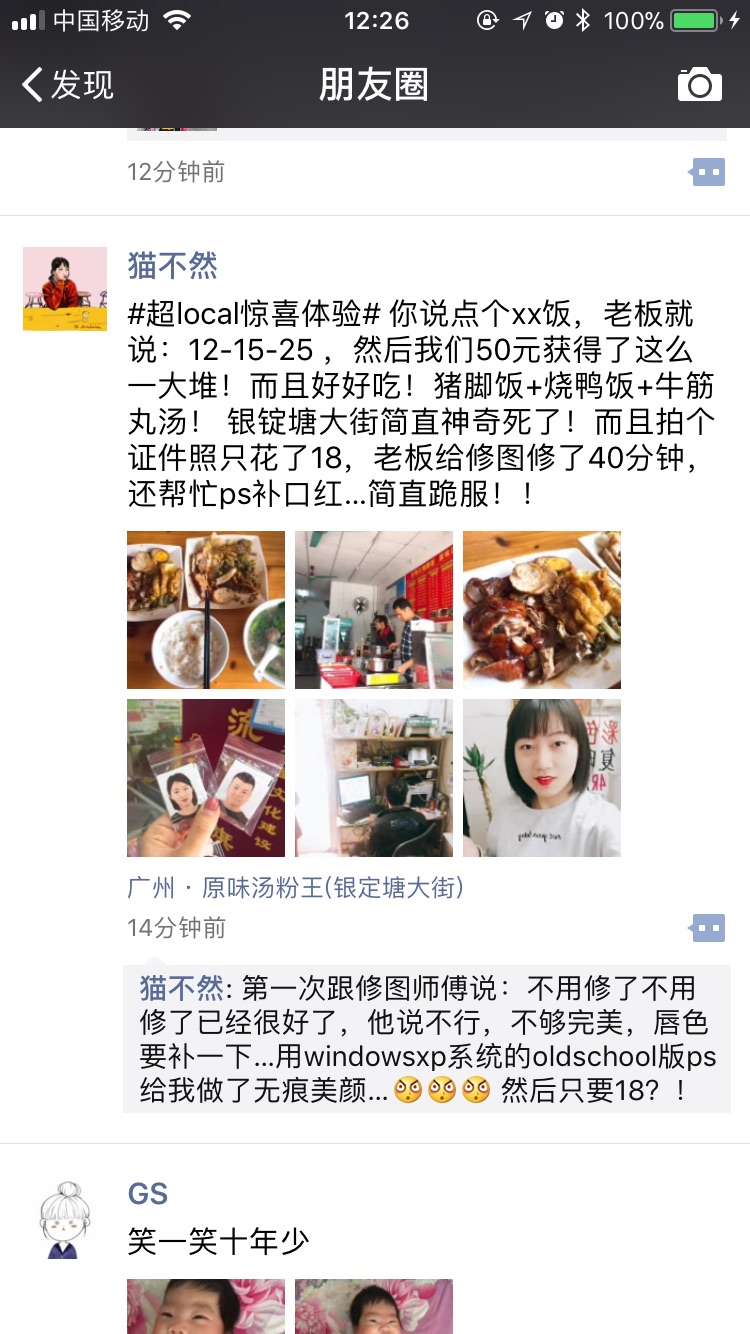 中国移动 12:26 100%
发现 朋友圈
12分钟前
猫不然
#超local惊喜体验# 你说点个xx饭，老板就
说：12-15-25 ，然后我们50元获得了这么
一大堆！而且好好吃！猪脚饭+烧鸭饭+牛筋
丸汤！ 银锭塘大街简直神奇死了！而且拍个
证件照只花了18，老板给修图修了40分钟，
还帮忙ps补口红...简直跪服！！
流
文化建设
彩色
复
4R
广州 · 原味汤粉王(银定塘大街)
14分钟前
猫不然: 第一次跟修图师傅说：不用修了不用
修了已经很好了，他说不行，不够完美，唇色
要补一下...用windowsxp系统的oldschool版ps
给我做了无痕美颜... 然后只要18？！
GS
笑一笑十年少